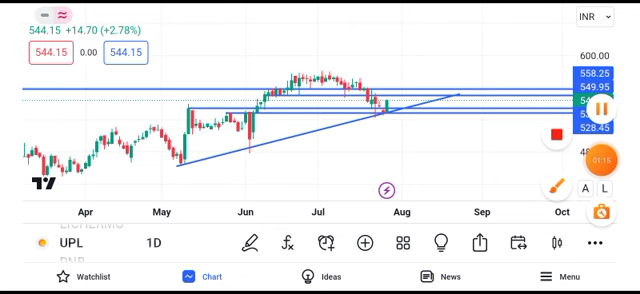 INR
544.15 +14.70 (+2.78%)
544.15 0.00 544.15
600.00
558.25
549.95
528.45
01:15
A L
Apr May Jun Jul Aug Sep Oct
UPL 1D
Watchlist Chart Ideas News Menu